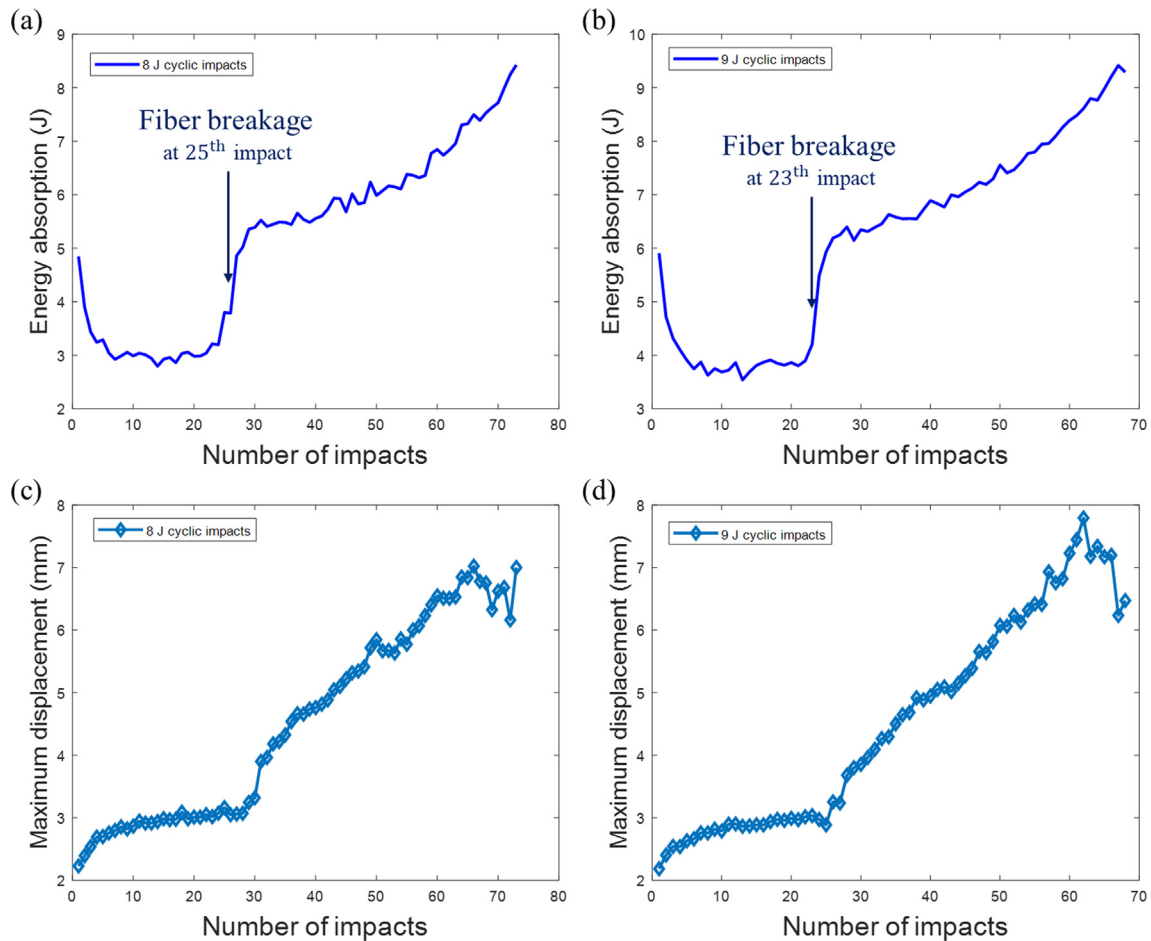 (a)
9
8
7
6
5
4
3
2
Energy absorption (J)
8 J cyclic impacts
Fiber breakage
at 25th impact
0 10 20 30 40 50 60 70 80
Number of impacts
(b)
10
9
8
7
6
5
4
3
Energy absorption (J)
9 J cyclic impacts
Fiber breakage
at 23th impact
0 10 20 30 40 50 60 70
Number of impacts
(c)
8
7
6
5
4
3
2
Maximum displacement (mm)
8 J cyclic impacts
0 10 20 30 40 50 60 70 80
Number of impacts
(d)
8
7
6
5
4
3
2
Maximum displacement (mm)
9 J cyclic impacts
0 10 20 30 40 50 60 70
Number of impacts